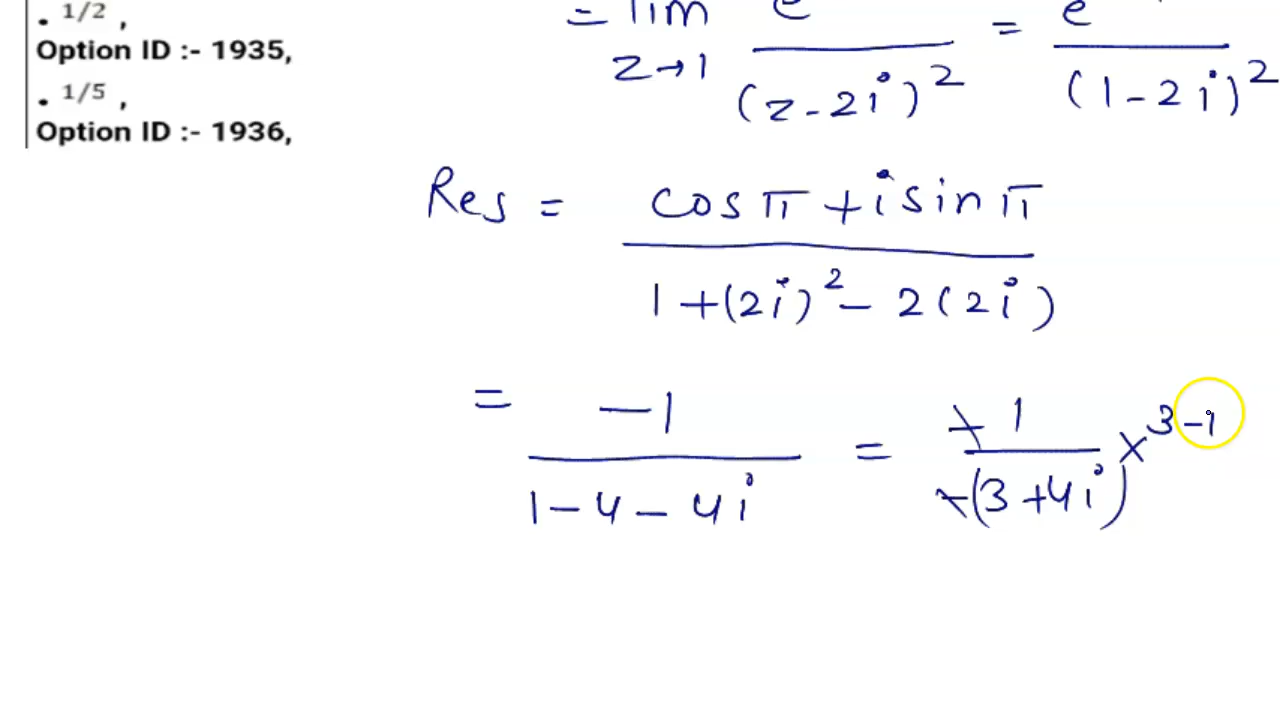 . 1/2 ,
Option ID :- 1935,
. 1/5 ,
Option ID :- 1936,
= lim z→1 e / (z-2i)^2 = e / (1-2i)^2
Res = cos π + i sin π / 1+(2i)^2 - 2(2i)
= -1 / 1-4-4i = -1 / -(3+4i) × 3-1